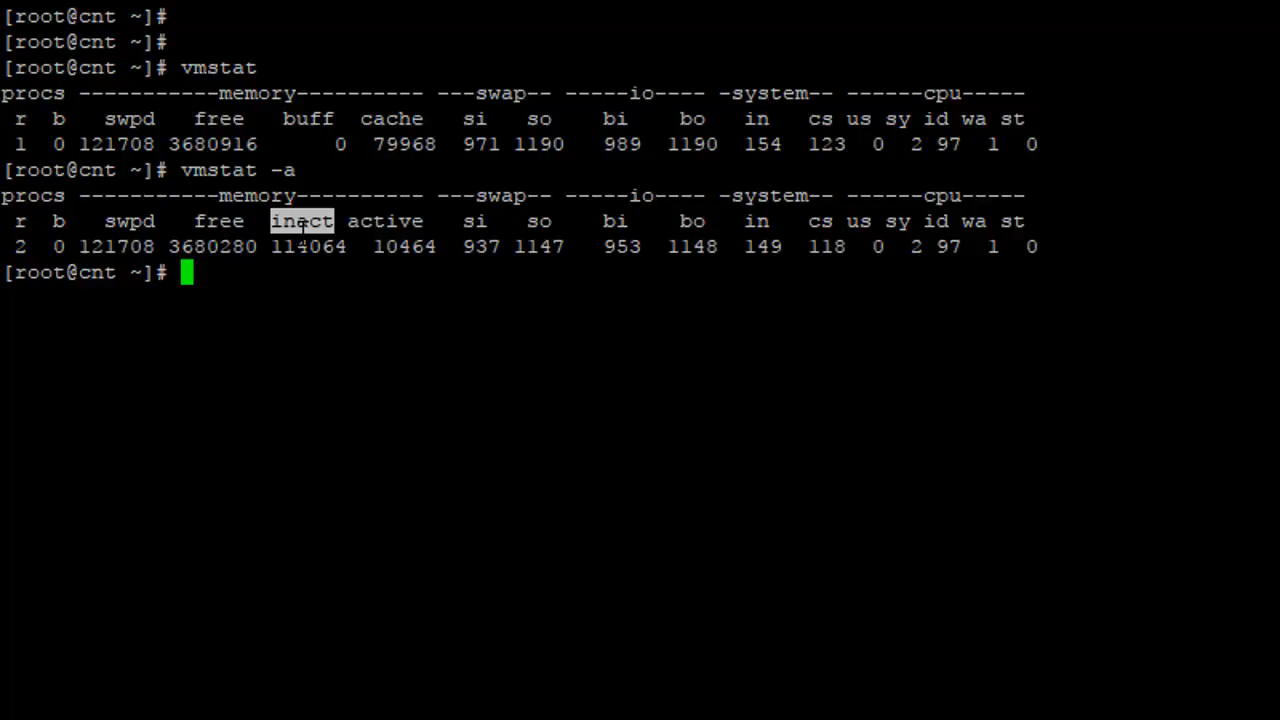 [root@cnt ~]#
[root@cnt ~]#
[root@cnt ~]# vmstat
procs -----------memory---------- ---swap-- -----io---- -system-- ------cpu-----
 r  b   swpd   free   buff  cache   si   so    bi    bo   in   cs us sy id wa st
 1  0 121708 3680916      0  79968  971 1190   989  1190  154  123  0  2 97  1  0
[root@cnt ~]# vmstat -a
procs -----------memory---------- ---swap-- -----io---- -system-- ------cpu-----
 r  b   swpd   free  inact active   si   so    bi    bo   in   cs us sy id wa st
 2  0 121708 3680280 114064  10464  937 1147   953  1148  149  118  0  2 97  1  0
[root@cnt ~]#